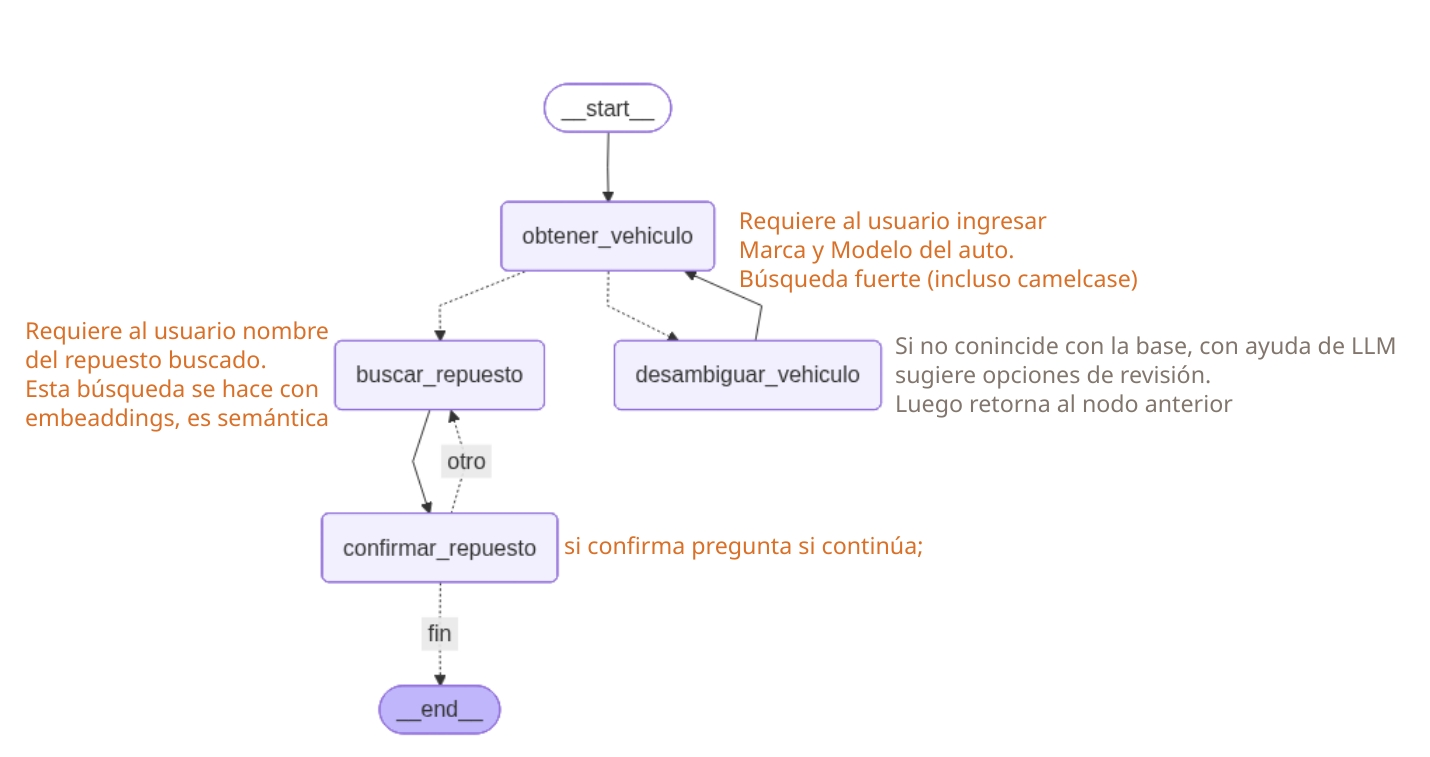 __start__
obtener_vehiculo
Requiere al usuario ingresar
Marca y Modelo del auto.
Búsqueda fuerte (incluso camelcase)
Requiere al usuario nombre
del repuesto buscado.
Esta búsqueda se hace con
embeaddings, es semántica
buscar_repuesto
desambiguar_vehiculo
Si no conincide con la base, con ayuda de LLM
sugiere opciones de revisión.
Luego retorna al nodo anterior
otro
confirmar_repuesto
si confirma pregunta si continúa;
fin
__end__